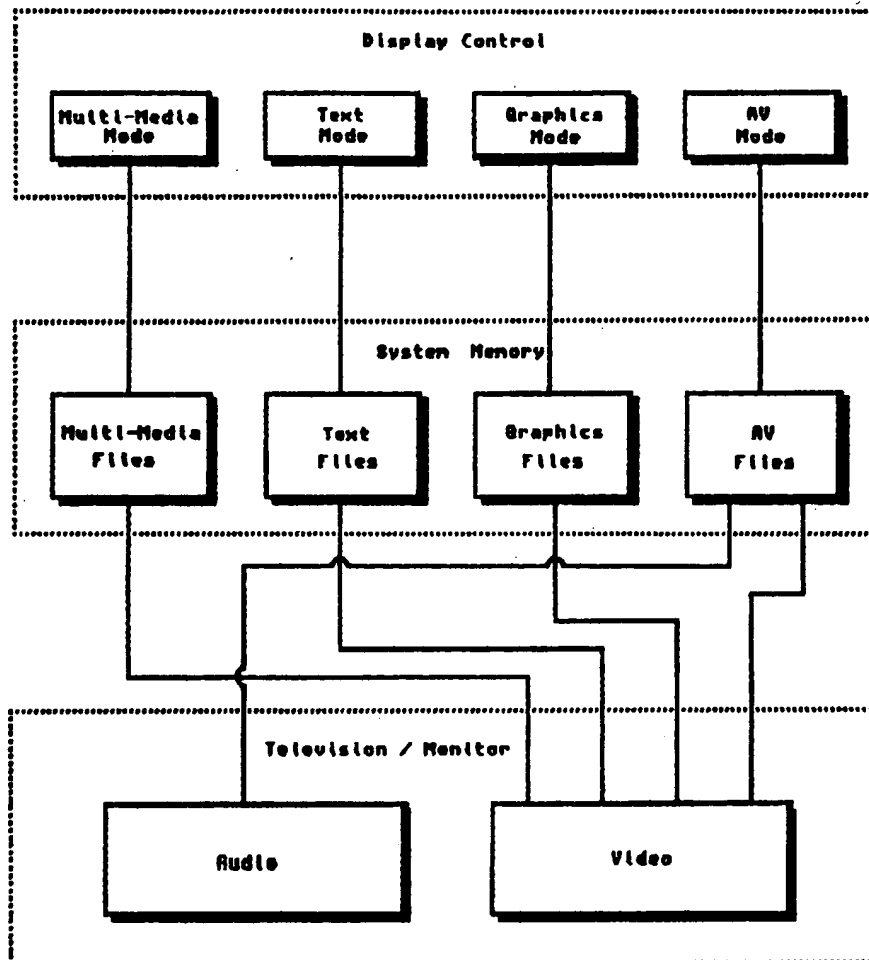 Display Control
Multi-Media
Mode
Text
Mode
Graphics
Mode
AV
Mode
System Memory
Multi-Media
Files
Text
Files
Graphics
Files
AV
Files
Television / Monitor
Audio
Video